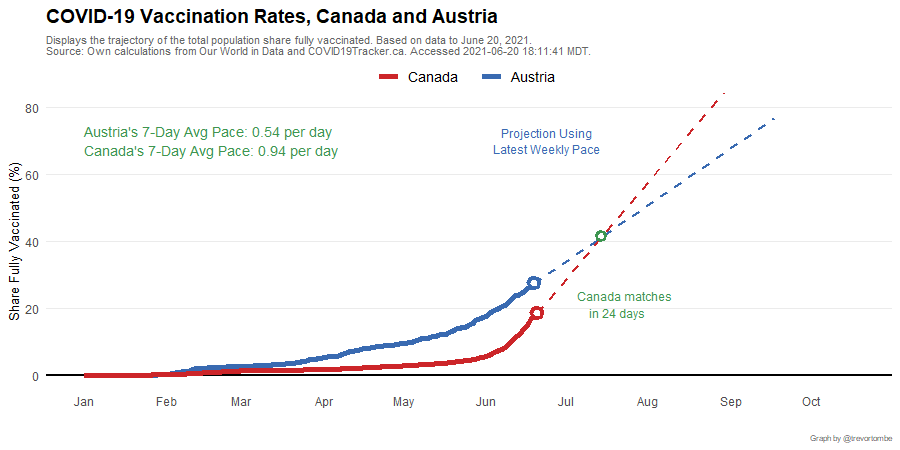 COVID-19 Vaccination Rates, Canada and Austria
Displays the trajectory of the total population share fully vaccinated. Based on data to June 20, 2021.
Source: Own calculations from Our World in Data and COVID19Tracker.ca. Accessed 2021-06-20 18:11:41 MDT.
Canada Austria
80
Austria's 7-Day Avg Pace: 0.54 per day
Canada's 7-Day Avg Pace: 0.94 per day
Projection Using
Latest Weekly Pace
60
Share Fully Vaccinated (%)
40
Canada matches
in 24 days
20
0
Jan Feb Mar Apr May Jun Jul Aug Sep Oct
Graph by @trevortombe